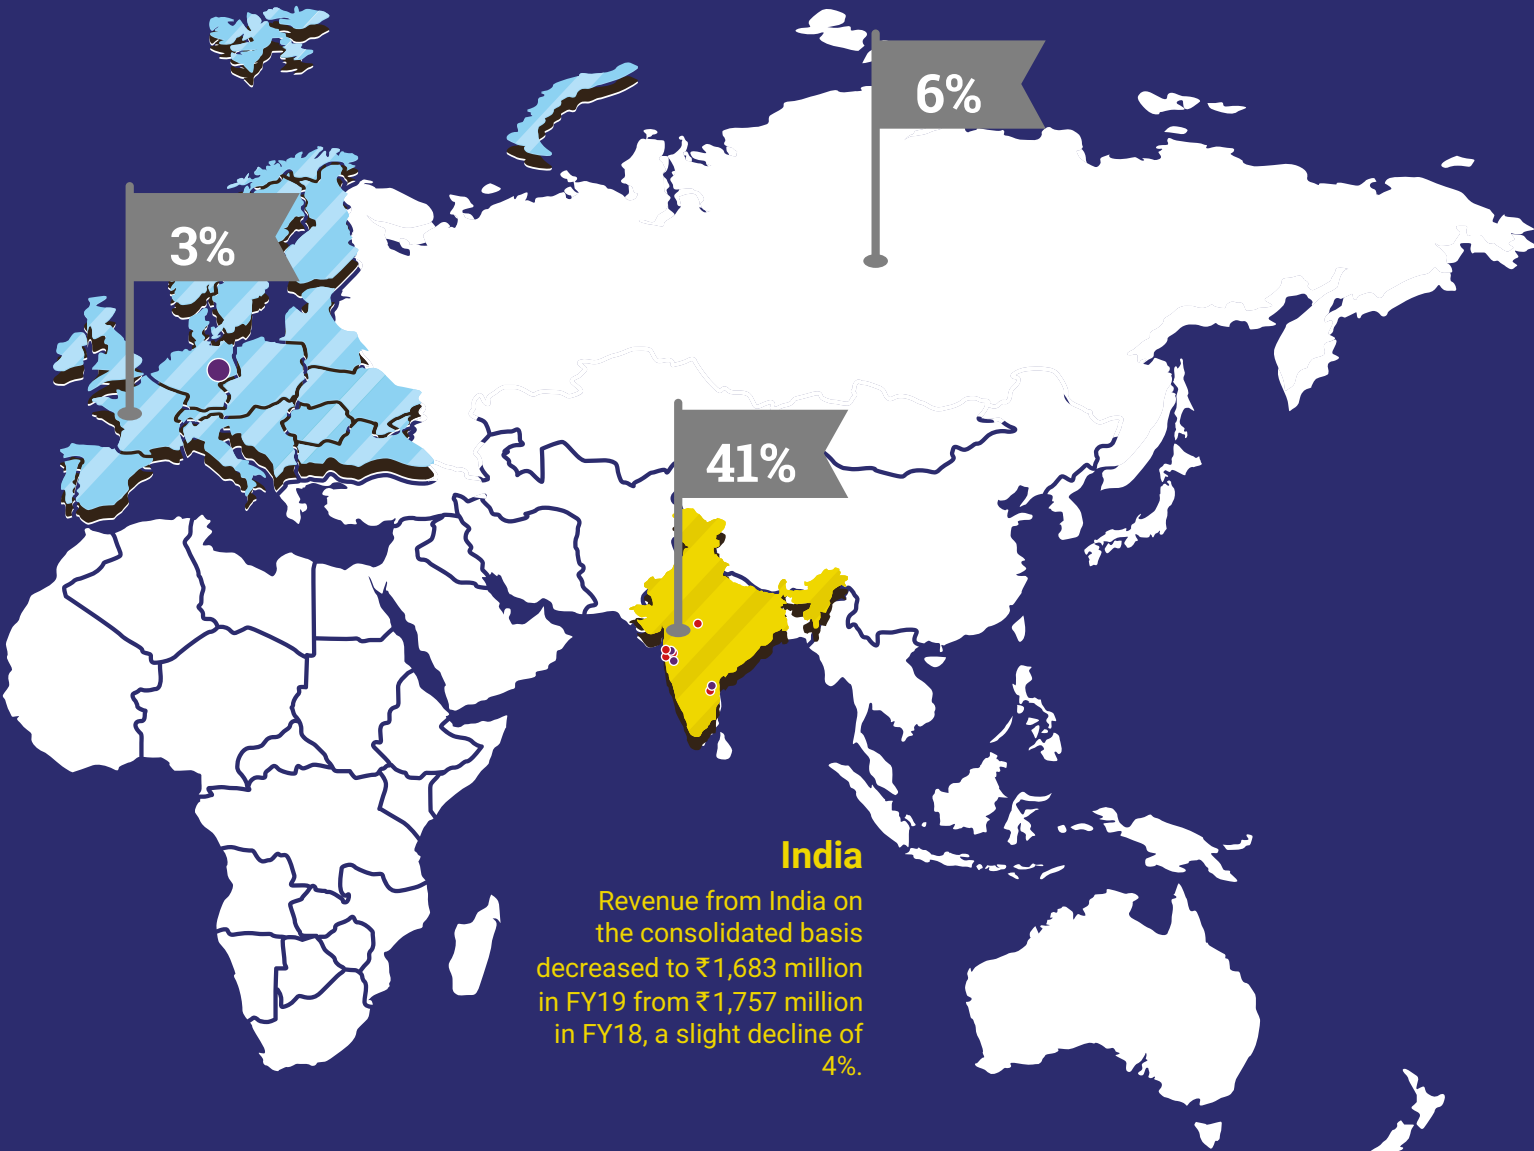 6%
3%
41%
India
Revenue from India on
the consolidated basis
decreased to ₹1,683 million
in FY19 from ₹1,757 million
in FY18, a slight decline of
4%.